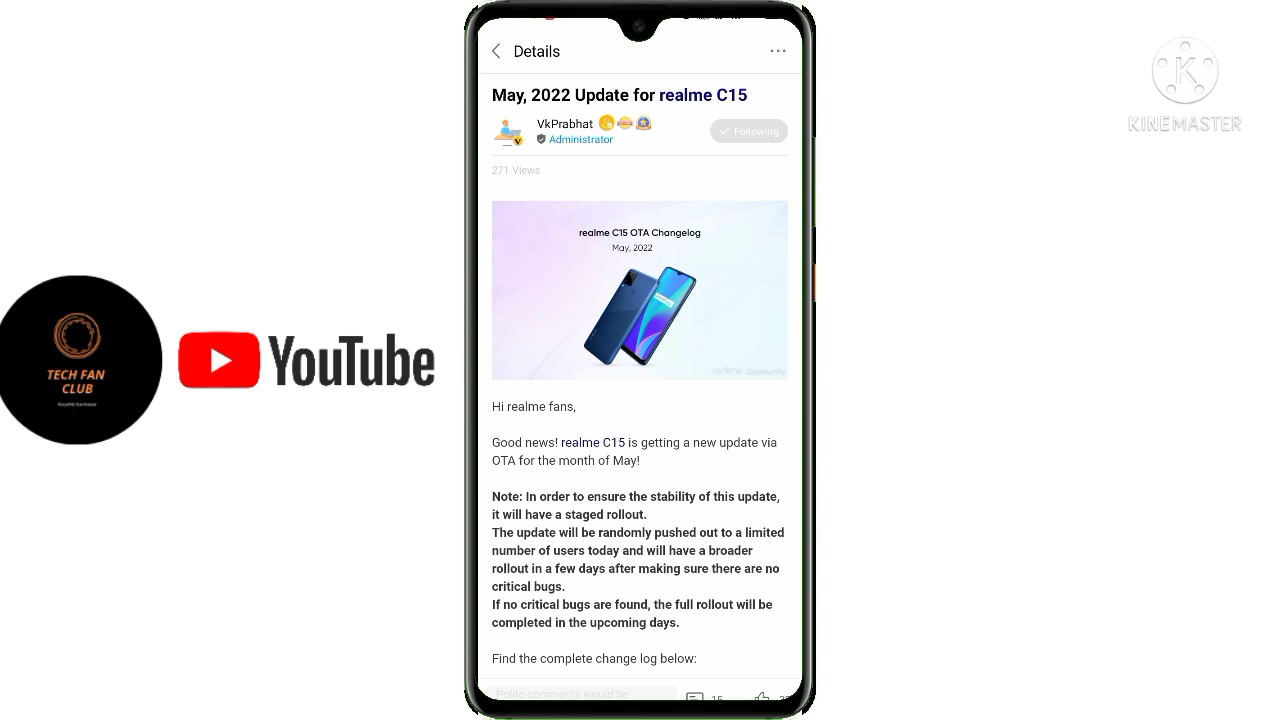 Details
KINEMASTER
May, 2022 Update for realme C15
VkPrabhat
Administrator
Following
271 Views
realme C15 OTA Changelog
May, 2022
realme Community
TECH FAN
CLUB
YouTube
Hi realme fans,
Good news! realme C15 is getting a new update via
OTA for the month of May!
Note: In order to ensure the stability of this update,
it will have a staged rollout.
The update will be randomly pushed out to a limited
number of users today and will have a broader
rollout in a few days after making sure there are no
critical bugs.
If no critical bugs are found, the full rollout will be
completed in the upcoming days.
Find the complete change log below:
Polite comments would be
15